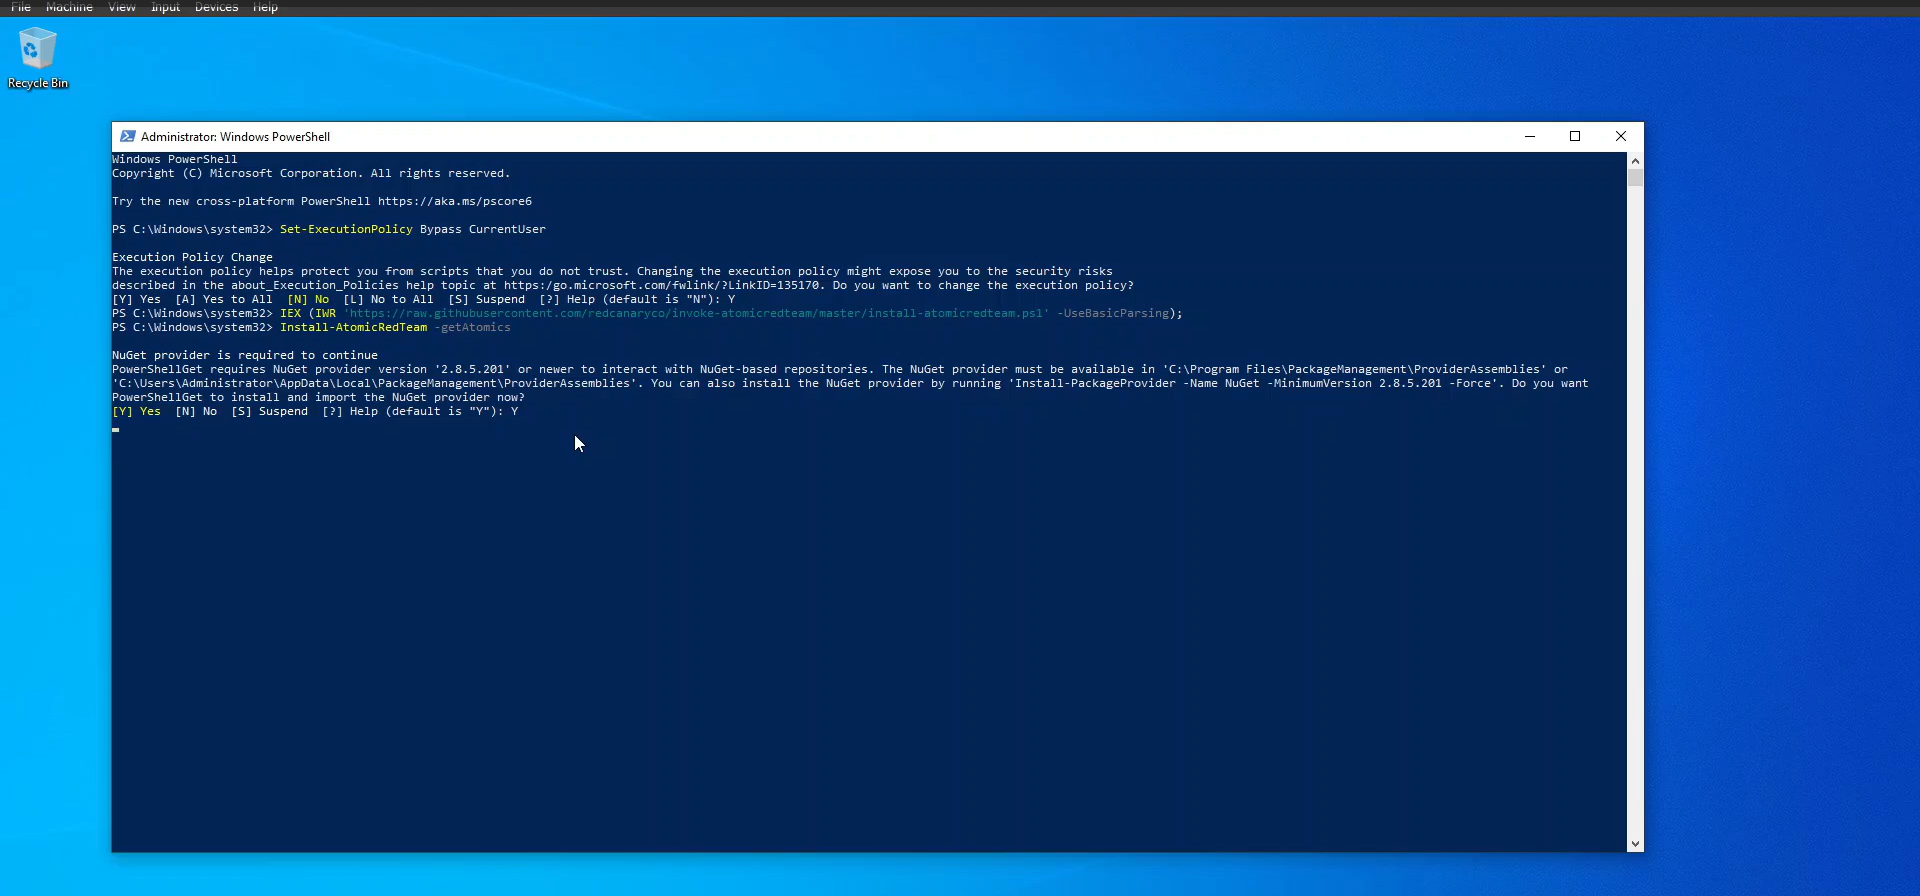 File Machine View Input Devices Help
Recycle Bin
Administrator: Windows PowerShell
Windows PowerShell
Copyright (C) Microsoft Corporation. All rights reserved.
Try the new cross-platform PowerShell https://aka.ms/pscore6
PS C:\Windows\system32> Set-ExecutionPolicy Bypass CurrentUser
Execution Policy Change
The execution policy helps protect you from scripts that you do not trust. Changing the execution policy might expose you to the security risks
described in the about_Execution_Policies help topic at https:/go.microsoft.com/fwlink/?LinkID=135170. Do you want to change the execution policy?
[Y] Yes  [A] Yes to All  [N] No  [L] No to All  [S] Suspend  [?] Help (default is "N"): Y
PS C:\Windows\system32> IEX (IWR 'https://raw.githubusercontent.com/redcanaryco/invoke-atomicredteam/master/install-atomicredteam.ps1' -UseBasicParsing);
PS C:\Windows\system32> Install-AtomicRedTeam -getAtomics
NuGet provider is required to continue
PowerShellGet requires NuGet provider version '2.8.5.201' or newer to interact with NuGet-based repositories. The NuGet provider must be available in 'C:\Program Files\PackageManagement\ProviderAssemblies' or
'C:\Users\Administrator\AppData\Local\PackageManagement\ProviderAssemblies'. You can also install the NuGet provider by running 'Install-PackageProvider -Name NuGet -MinimumVersion 2.8.5.201 -Force'. Do you want
PowerShellGet to install and import the NuGet provider now?
[Y] Yes  [N] No  [S] Suspend  [?] Help (default is "Y"): Y